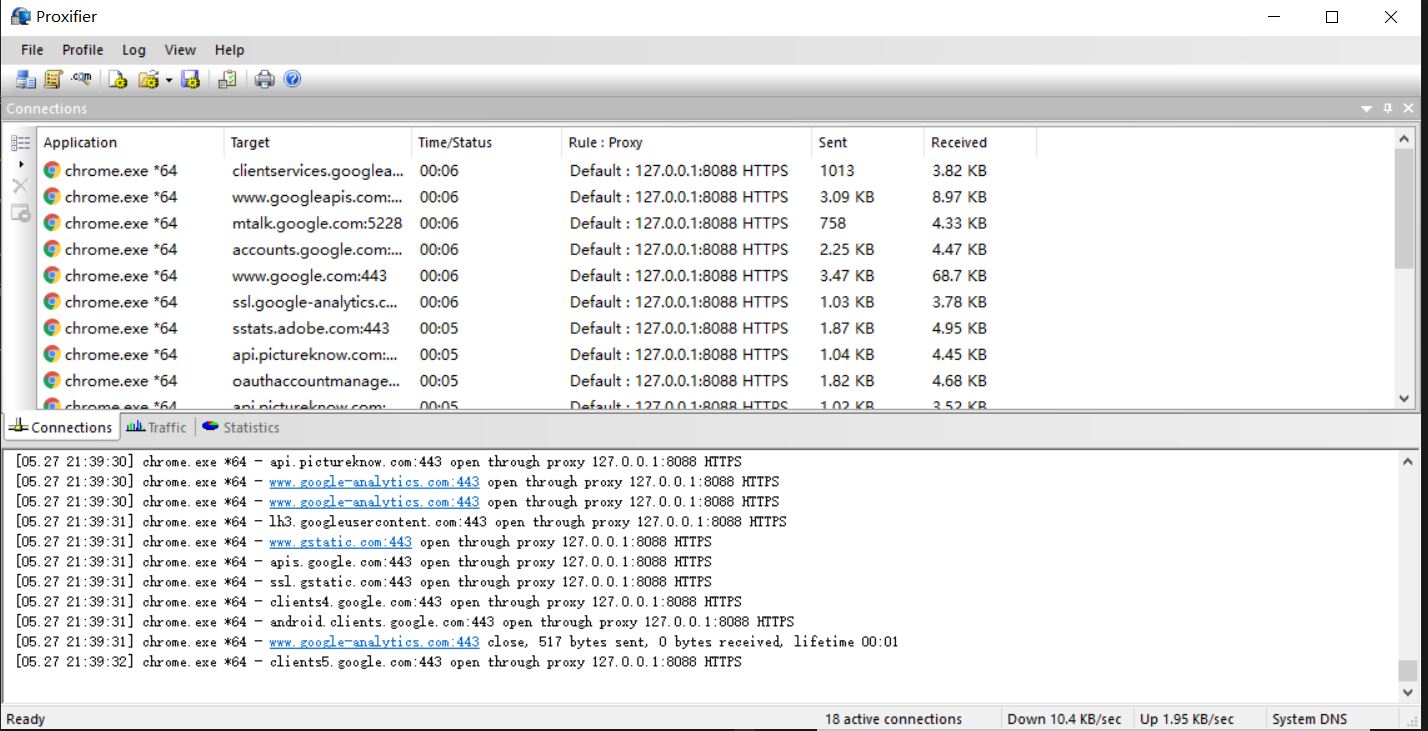 Proxifier
File Profile Log View Help
.com
Connections
Application Target Time/Status Rule : Proxy Sent Received
chrome.exe *64 clientservices.googlea... 00:06 Default : 127.0.0.1:8088 HTTPS 1013 3.82 KB
chrome.exe *64 www.googleapis.com:... 00:06 Default : 127.0.0.1:8088 HTTPS 3.09 KB 8.97 KB
chrome.exe *64 mtalk.google.com:5228 00:06 Default : 127.0.0.1:8088 HTTPS 758 4.33 KB
chrome.exe *64 accounts.google.com:... 00:06 Default : 127.0.0.1:8088 HTTPS 2.25 KB 4.47 KB
chrome.exe *64 www.google.com:443 00:06 Default : 127.0.0.1:8088 HTTPS 3.47 KB 68.7 KB
chrome.exe *64 ssl.google-analytics.c... 00:06 Default : 127.0.0.1:8088 HTTPS 1.03 KB 3.78 KB
chrome.exe *64 sstats.adobe.com:443 00:05 Default : 127.0.0.1:8088 HTTPS 1.87 KB 4.95 KB
chrome.exe *64 api.pictureknow.com:... 00:05 Default : 127.0.0.1:8088 HTTPS 1.04 KB 4.45 KB
chrome.exe *64 oauthaccountmanage... 00:05 Default : 127.0.0.1:8088 HTTPS 1.82 KB 4.68 KB
chrome.exe *64 api.pictureknow.com:... 00:05 Default : 127.0.0.1:8088 HTTPS 1.02 KB 3.52 KB
Connections Traffic Statistics
[05.27 21:39:30] chrome.exe *64 - api.pictureknow.com:443 open through proxy 127.0.0.1:8088 HTTPS
[05.27 21:39:30] chrome.exe *64 - www.google-analytics.com:443 open through proxy 127.0.0.1:8088 HTTPS
[05.27 21:39:30] chrome.exe *64 - www.google-analytics.com:443 open through proxy 127.0.0.1:8088 HTTPS
[05.27 21:39:31] chrome.exe *64 - lh3.googleusercontent.com:443 open through proxy 127.0.0.1:8088 HTTPS
[05.27 21:39:31] chrome.exe *64 - www.gstatic.com:443 open through proxy 127.0.0.1:8088 HTTPS
[05.27 21:39:31] chrome.exe *64 - apis.google.com:443 open through proxy 127.0.0.1:8088 HTTPS
[05.27 21:39:31] chrome.exe *64 - ssl.gstatic.com:443 open through proxy 127.0.0.1:8088 HTTPS
[05.27 21:39:31] chrome.exe *64 - clients4.google.com:443 open through proxy 127.0.0.1:8088 HTTPS
[05.27 21:39:31] chrome.exe *64 - android.clients.google.com:443 open through proxy 127.0.0.1:8088 HTTPS
[05.27 21:39:31] chrome.exe *64 - www.google-analytics.com:443 close, 517 bytes sent, 0 bytes received, lifetime 00:01
[05.27 21:39:32] chrome.exe *64 - clients5.google.com:443 open through proxy 127.0.0.1:8088 HTTPS
Ready 18 active connections Down 10.4 KB/sec Up 1.95 KB/sec System DNS